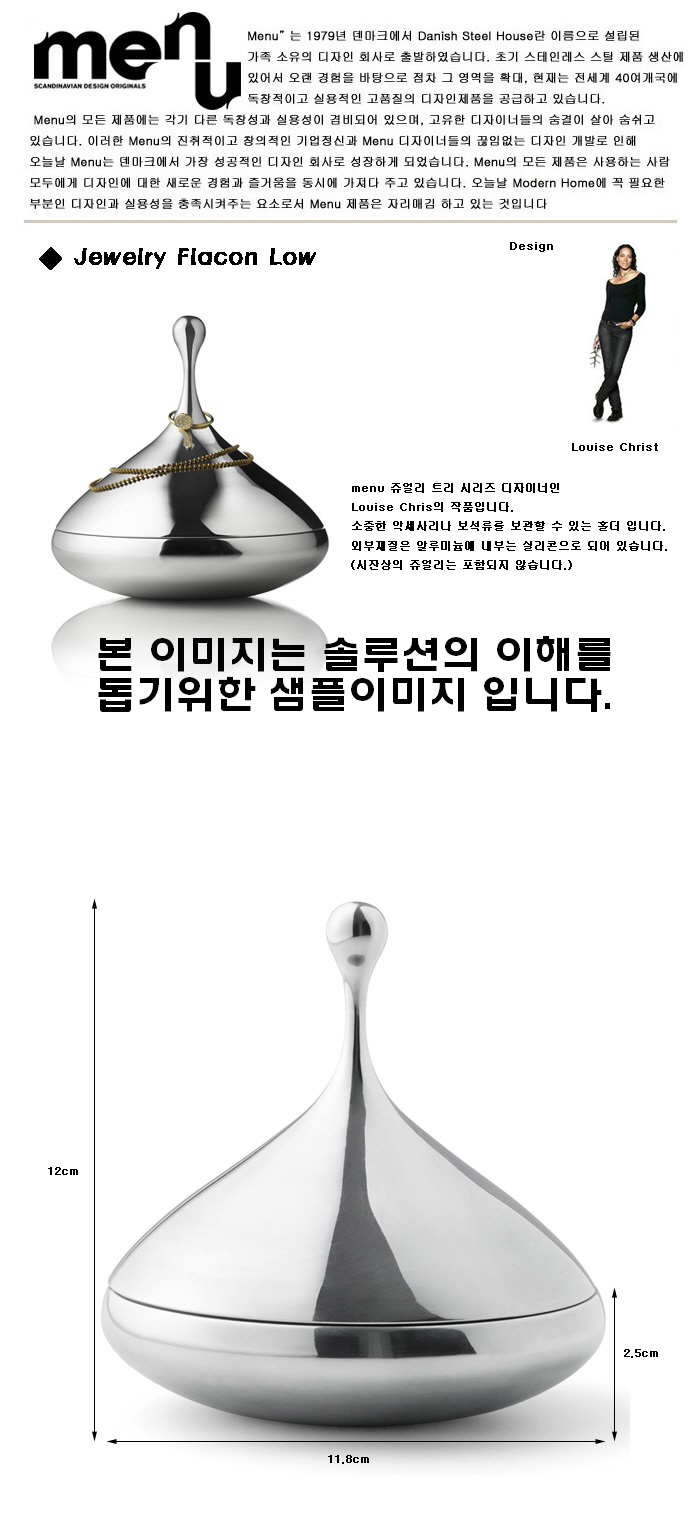 menu
SCANDINAVIAN DESIGN ORIGINALS
Menu” 는 1979년 덴마크에서 Danish Steel House란 이름으로 설립된
가족 소유의 디자인 회사로 출발하였습니다. 초기 스테인레스 스틸 제품 생산에
있어서 오랜 경험을 바탕으로 점차 그 영역을 확대, 현재는 전세계 40여개국에
독창적이고 실용적인 고품질의 디자인제품을 공급하고 있습니다.
Menu의 모든 제품에는 각기 다른 독창성과 실용성이 겸비되어 있으며, 고유한 디자이너들의 숨결이 살아 숨쉬고
있습니다. 이러한 Menu의 진취적이고 창의적인 기업정신과 Menu 디자이너들의 끊임없는 디자인 개발로 인해
오늘날 Menu는 덴마크에서 가장 성공적인 디자인 회사로 성장하게 되었습니다. Menu의 모든 제품은 사용하는 사람
모두에게 디자인에 대한 새로운 경험과 즐거움을 동시에 가져다 주고 있습니다. 오늘날 Modern Home에 꼭 필요한
부분인 디자인과 실용성을 충족시켜주는 요소로서 Menu 제품은 자리매김 하고 있는 것입니다
◆ Jewelry Flacon Low
Design
Louise Christ
menu 쥬얼리 트리 시리즈 디자이너인
Louise Chris의 작품입니다.
소중한 악세사리나 보석류를 보관할 수 있는 홀더 입니다.
외부재질은 알루미늄에 내부는 실리콘으로 되어 있습니다.
(시진상의 쥬얼리는 포함되지 않습니다.)
본 이미지는 솔루션의 이해를
돕기위한 샘플이미지 입니다.
12cm
2.5cm
11.8cm